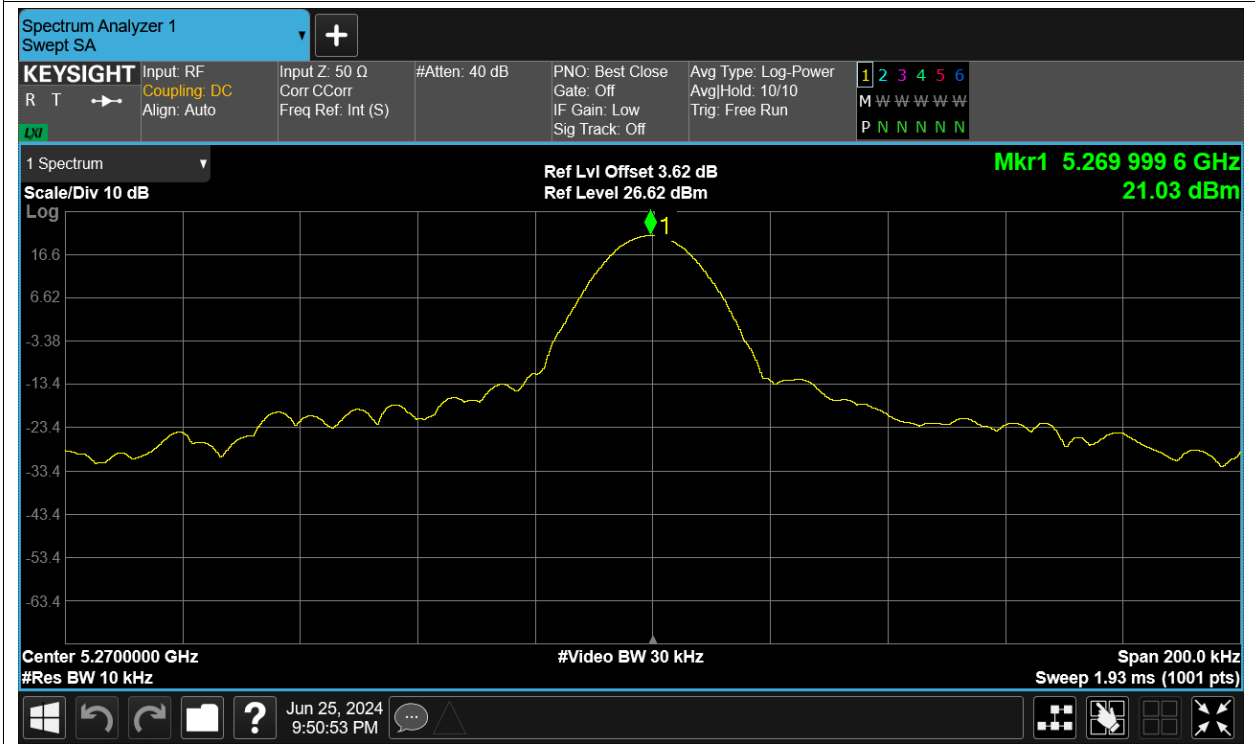 Spectrum Analyzer 1
Swept SA
+
KEYSIGHT
R T
LXI
Input: RF
Coupling: DC
Align: Auto
Input Z: 50 Ω
Corr CCorr
Freq Ref: Int (S)
#Atten: 40 dB
PNO: Best Close
Gate: Off
IF Gain: Low
Sig Track: Off
Avg Type: Log-Power
Avg|Hold: 10/10
Trig: Free Run
1 2 3 4 5 6
M W W W W W
P N N N N N
1 Spectrum
Scale/Div 10 dB
Log
Ref Lvl Offset 3.62 dB
Ref Level 26.62 dBm
Mkr1 5.269 999 6 GHz
21.03 dBm
1
16.6
6.62
-3.38
-13.4
-23.4
-33.4
-43.4
-53.4
-63.4
Center 5.2700000 GHz
#Res BW 10 kHz
#Video BW 30 kHz
Span 200.0 kHz
Sweep 1.93 ms (1001 pts)
?
Jun 25, 2024
9:50:53 PM